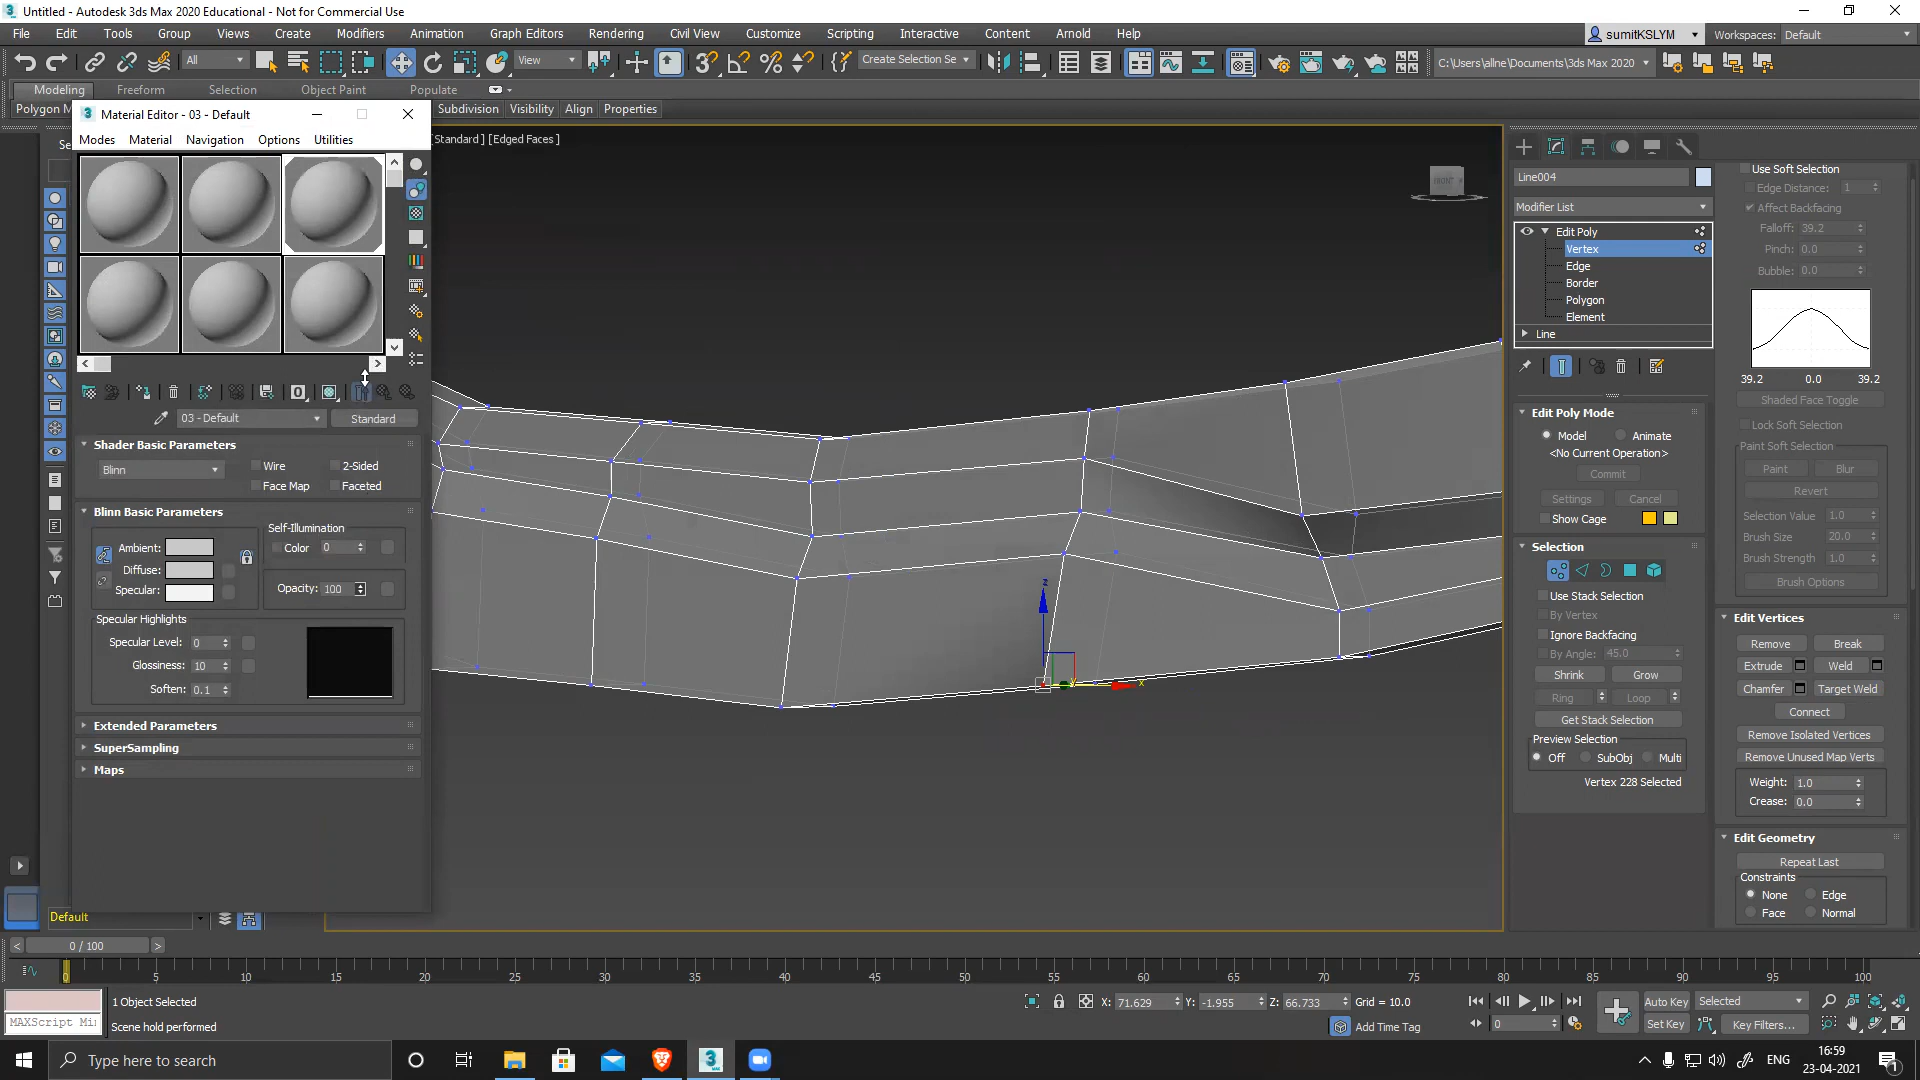 Untitled - Autodesk 3ds Max 2020 Educational - Not for Commercial Use
File Edit Tools Group Views Create Modifiers Animation Graph Editors Rendering Civil View Customize Scripting Interactive Content Arnold Help
sumitKSLYM Workspaces: Default
All View Create Selection Se C:\Users\allne\Documents\3ds Max 2020
Modeling Freeform Selection Object Paint Populate
Polygon M Subdivision Visibility Align Properties
Material Editor - 03 - Default
Modes Material Navigation Options Utilities
Standard ] [Edged Faces ]
Se
FRONT
03 - Default Standard
Shader Basic Parameters
Blinn Wire 2-Sided
Face Map Faceted
Blinn Basic Parameters
Self-Illumination
Ambient: Color 0
Diffuse:
Specular: Opacity: 100
Specular Highlights
Specular Level: 0
Glossiness: 10
Soften: 0.1
Extended Parameters
SuperSampling
Maps
z
y
x
Line004
Modifier List
Edit Poly
Vertex
Edge
Border
Polygon
Element
Line
Edit Poly Mode
Model Animate
<No Current Operation>
Commit
Settings Cancel
Show Cage
Selection
Use Stack Selection
By Vertex
Ignore Backfacing
By Angle: 45.0
Shrink Grow
Ring Loop
Get Stack Selection
Preview Selection
Off SubObj Multi
Vertex 228 Selected
Use Soft Selection
Edge Distance: 1
Affect Backfacing
Falloff: 39.2
Pinch: 0.0
Bubble: 0.0
39.2 0.0 39.2
Shaded Face Toggle
Lock Soft Selection
Paint Soft Selection
Paint Blur
Revert
Selection Value 1.0
Brush Size 20.0
Brush Strength 1.0
Brush Options
Edit Vertices
Remove Break
Extrude Weld
Chamfer Target Weld
Connect
Remove Isolated Vertices
Remove Unused Map Verts
Weight: 1.0
Crease: 0.0
Edit Geometry
Repeat Last
Constraints
None Edge
Face Normal
Default
< 0 / 100 >
0 5 10 15 20 25 30 35 40 45 50 55 60 65 70 75 80 85 90 95 100
1 Object Selected X: 71.629 Y: -1.955 Z: 66.733 Grid = 10.0 Auto Key Selected
MAXScript Mi Scene hold performed Add Time Tag 0 Set Key Key Filters...
Type here to search ENG
16:59
23-04-2021
1